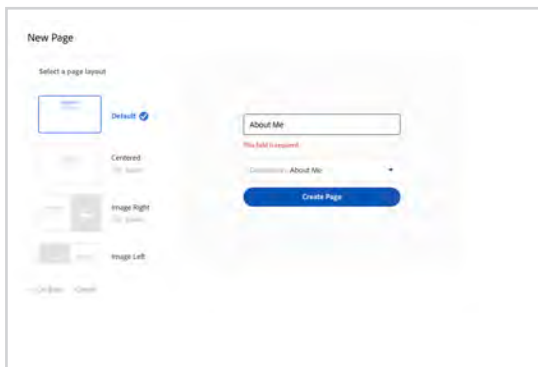 New Page
Select a page layout
Default
About Me
This field is required
Centered
About Me
Create Page
Image Right
Image Left